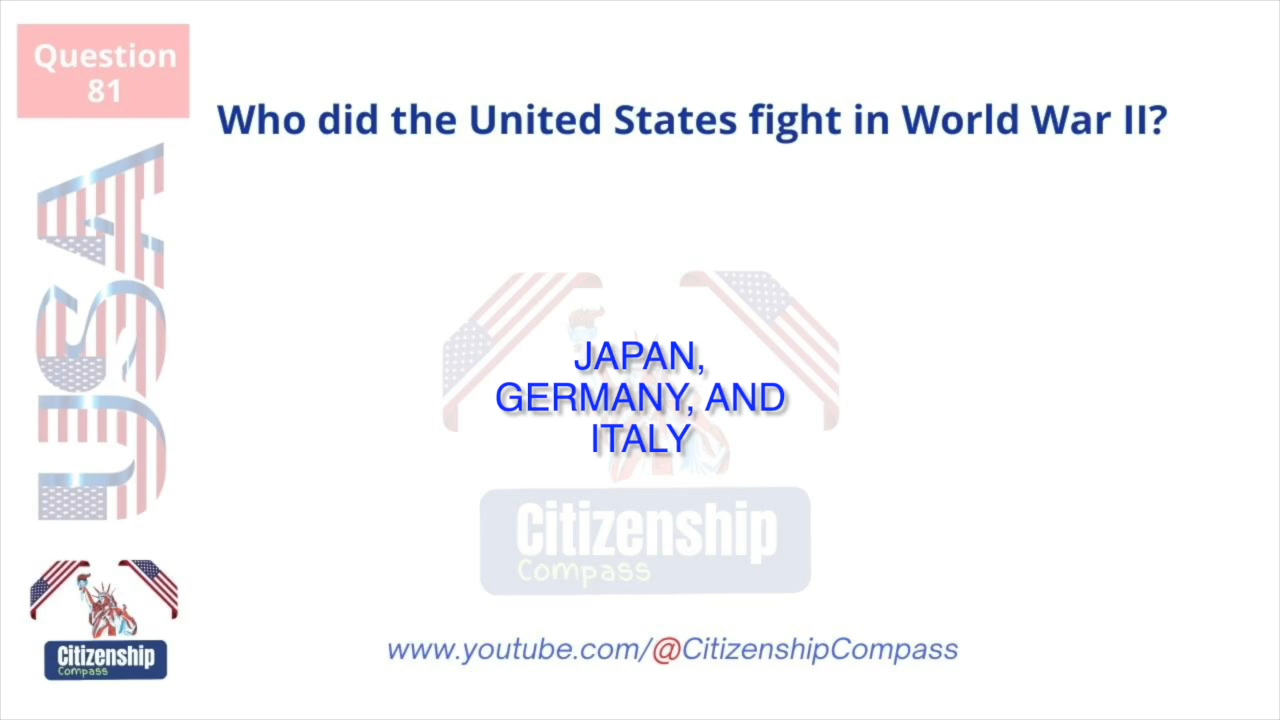 Question
81
Who did the United States fight in World War II?
USA
JAPAN,
GERMANY, AND
ITALY
Citizenship
Compass
Citizenship
Compass
www.youtube.com/@CitizenshipCompass